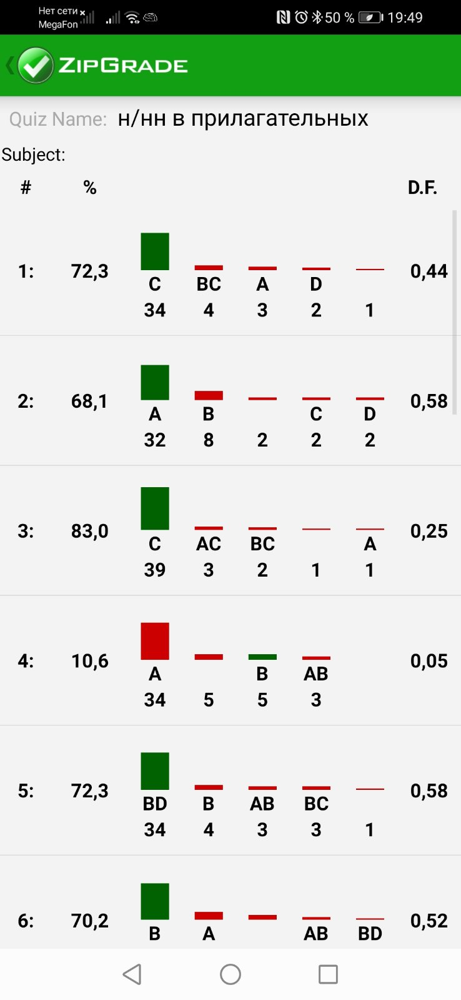 Нет сети
MegaFon
50 % 19:49
ZIPGRADE
Quiz Name: н/нн в прилагательных
Subject:
# % D.F.
1: 72,3 0,44
C BC A D
34 4 3 2 1
2: 68,1 0,58
A B C D
32 8 2 2 2
3: 83,0 0,25
C AC BC A
39 3 2 1 1
4: 10,6 0,05
A B AB
34 5 5 3
5: 72,3 0,58
BD B AB BC
34 4 3 3 1
6: 70,2 0,52
B A AB BD